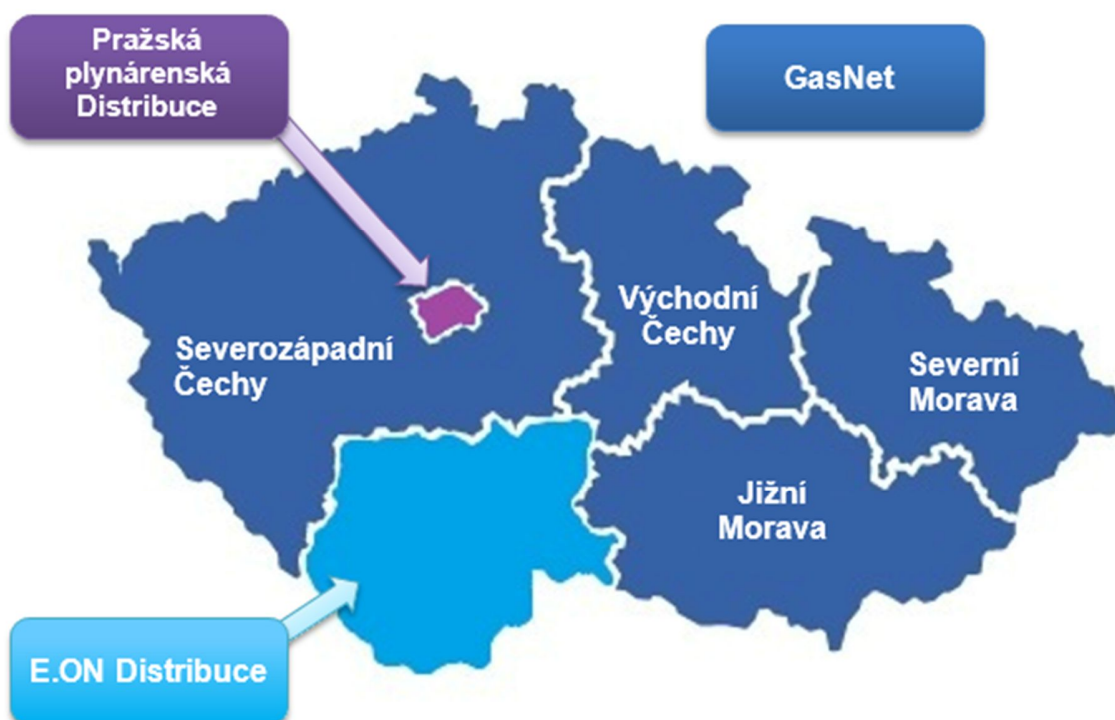 Pražská
plynárenská
Distribuce
GasNet
Východní
Čechy
Severozápadní
Čechy
Severní
Morava
Jižní
Morava
E.ON Distribuce